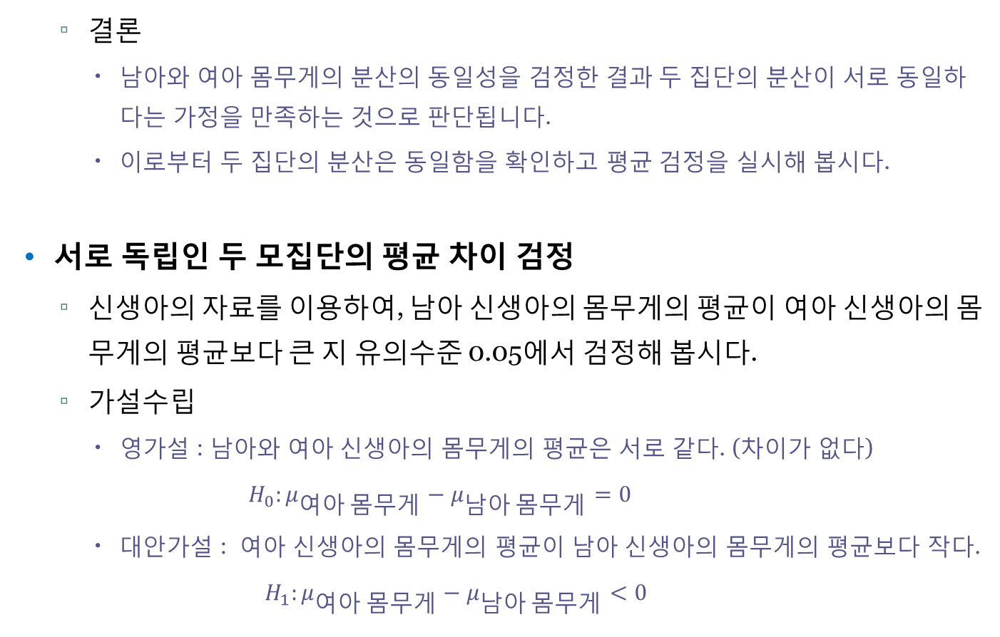 ▫ 결론
• 남아와 여아 몸무게의 분산의 동일성을 검정한 결과 두 집단의 분산이 서로 동일하
다는 가정을 만족하는 것으로 판단됩니다.
• 이로부터 두 집단의 분산은 동일함을 확인하고 평균 검정을 실시해 봅시다.
• 서로 독립인 두 모집단의 평균 차이 검정
▫ 신생아의 자료를 이용하여, 남아 신생아의 몸무게의 평균이 여아 신생아의 몸
무게의 평균보다 큰 지 유의수준 0.05에서 검정해 봅시다.
▫ 가설수립
• 영가설 : 남아와 여아 신생아의 몸무게의 평균은 서로 같다. (차이가 없다)
H₀: μ여아 몸무게 − μ남아 몸무게 = 0
• 대안가설 : 여아 신생아의 몸무게의 평균이 남아 신생아의 몸무게의 평균보다 작다.
H₁: μ여아 몸무게 − μ남아 몸무게 < 0